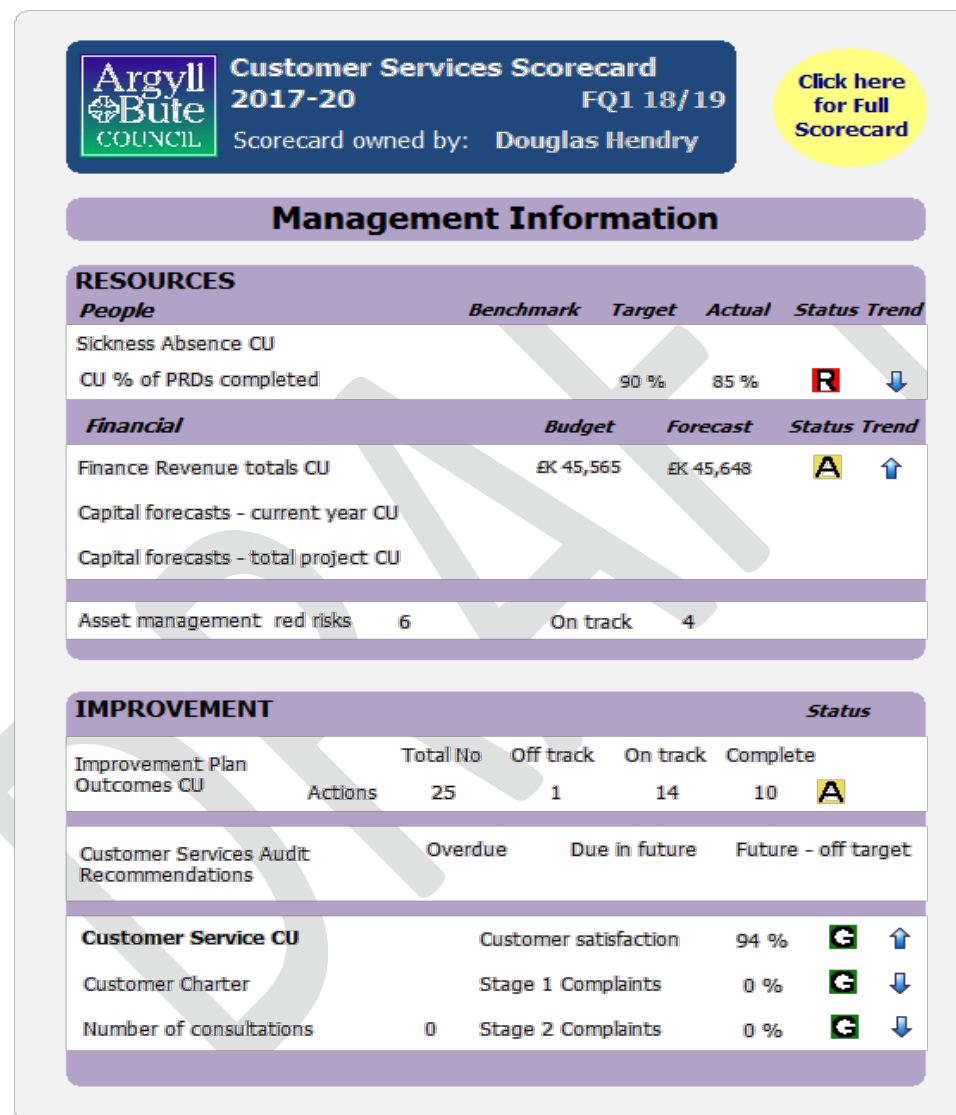 Argyll
Bute
COUNCIL
Customer Services Scorecard
2017-20 FQ1 18/19
Scorecard owned by: Douglas Hendry
Click here
for Full
Scorecard
Management Information
RESOURCES
People Benchmark Target Actual Status Trend
Sickness Absence CU
CU % of PRDs completed 90 % 85 % R
Financial Budget Forecast Status Trend
Finance Revenue totals CU £K 45,565 £K 45,648 A
Capital forecasts - current year CU
Capital forecasts - total project CU
Asset management red risks 6 On track 4
IMPROVEMENT Status
Improvement Plan
Outcomes CU
Total No Off track On track Complete
Actions 25 1 14 10 A
Customer Services Audit
Recommendations
Overdue Due in future Future - off target
Customer Service CU Customer satisfaction 94 % G
Customer Charter Stage 1 Complaints 0 % G
Number of consultations 0 Stage 2 Complaints 0 % G
DRAFT